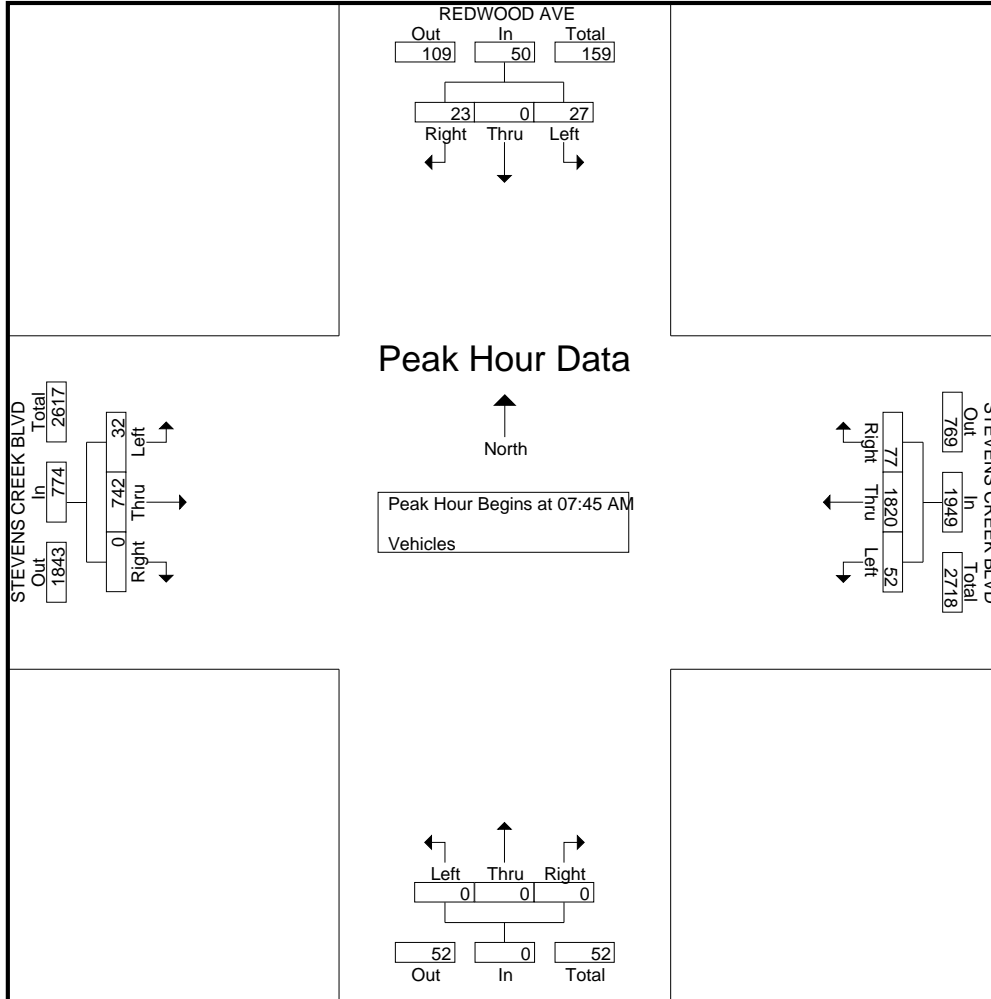 REDWOOD AVE
Out In Total
109 50 159
23 0 27
Right Thru Left
Peak Hour Data
North
Peak Hour Begins at 07:45 AM
Vehicles
STEVENS CREEK BLVD
Total In Out
2617 774 1843
32 742 0
Left Thru Right
STEVENS CREEK BLVD
Out In Total
769 1949 2718
77 1820 52
Right Thru Left
Left Thru Right
0 0 0
52 0 52
Out In Total